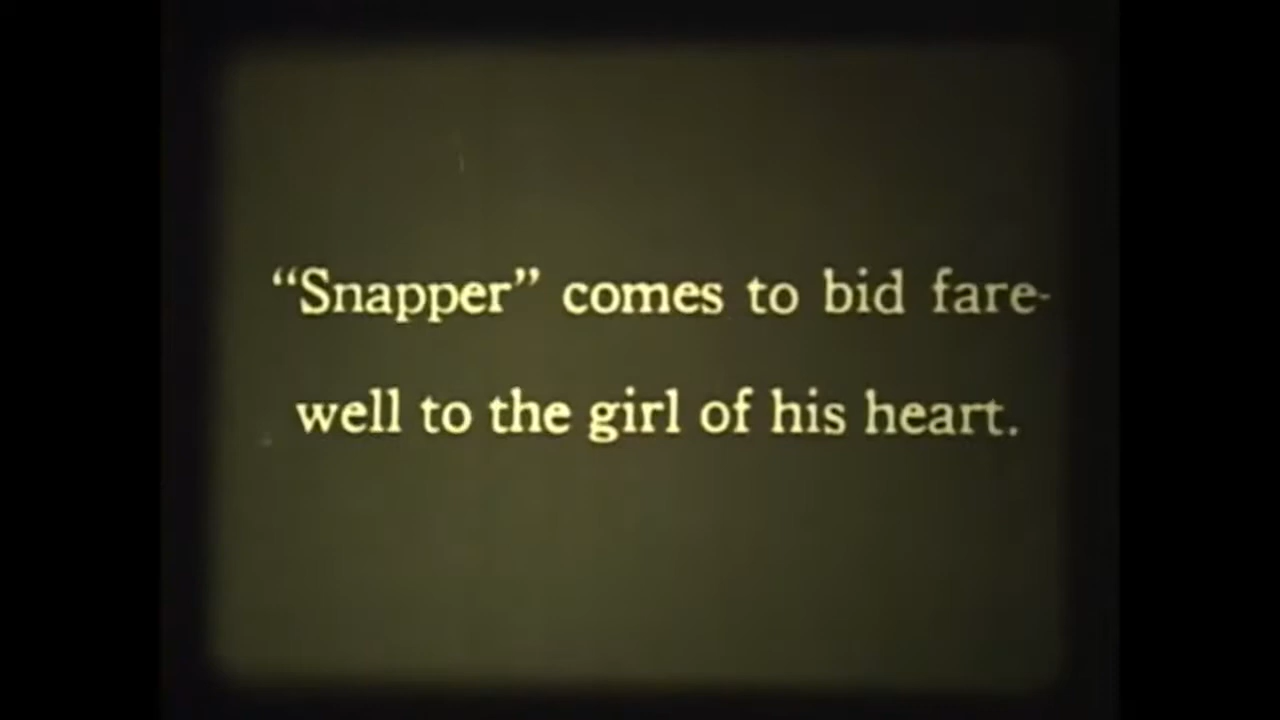 “Snapper” comes to bid fare-
well to the girl of his heart.